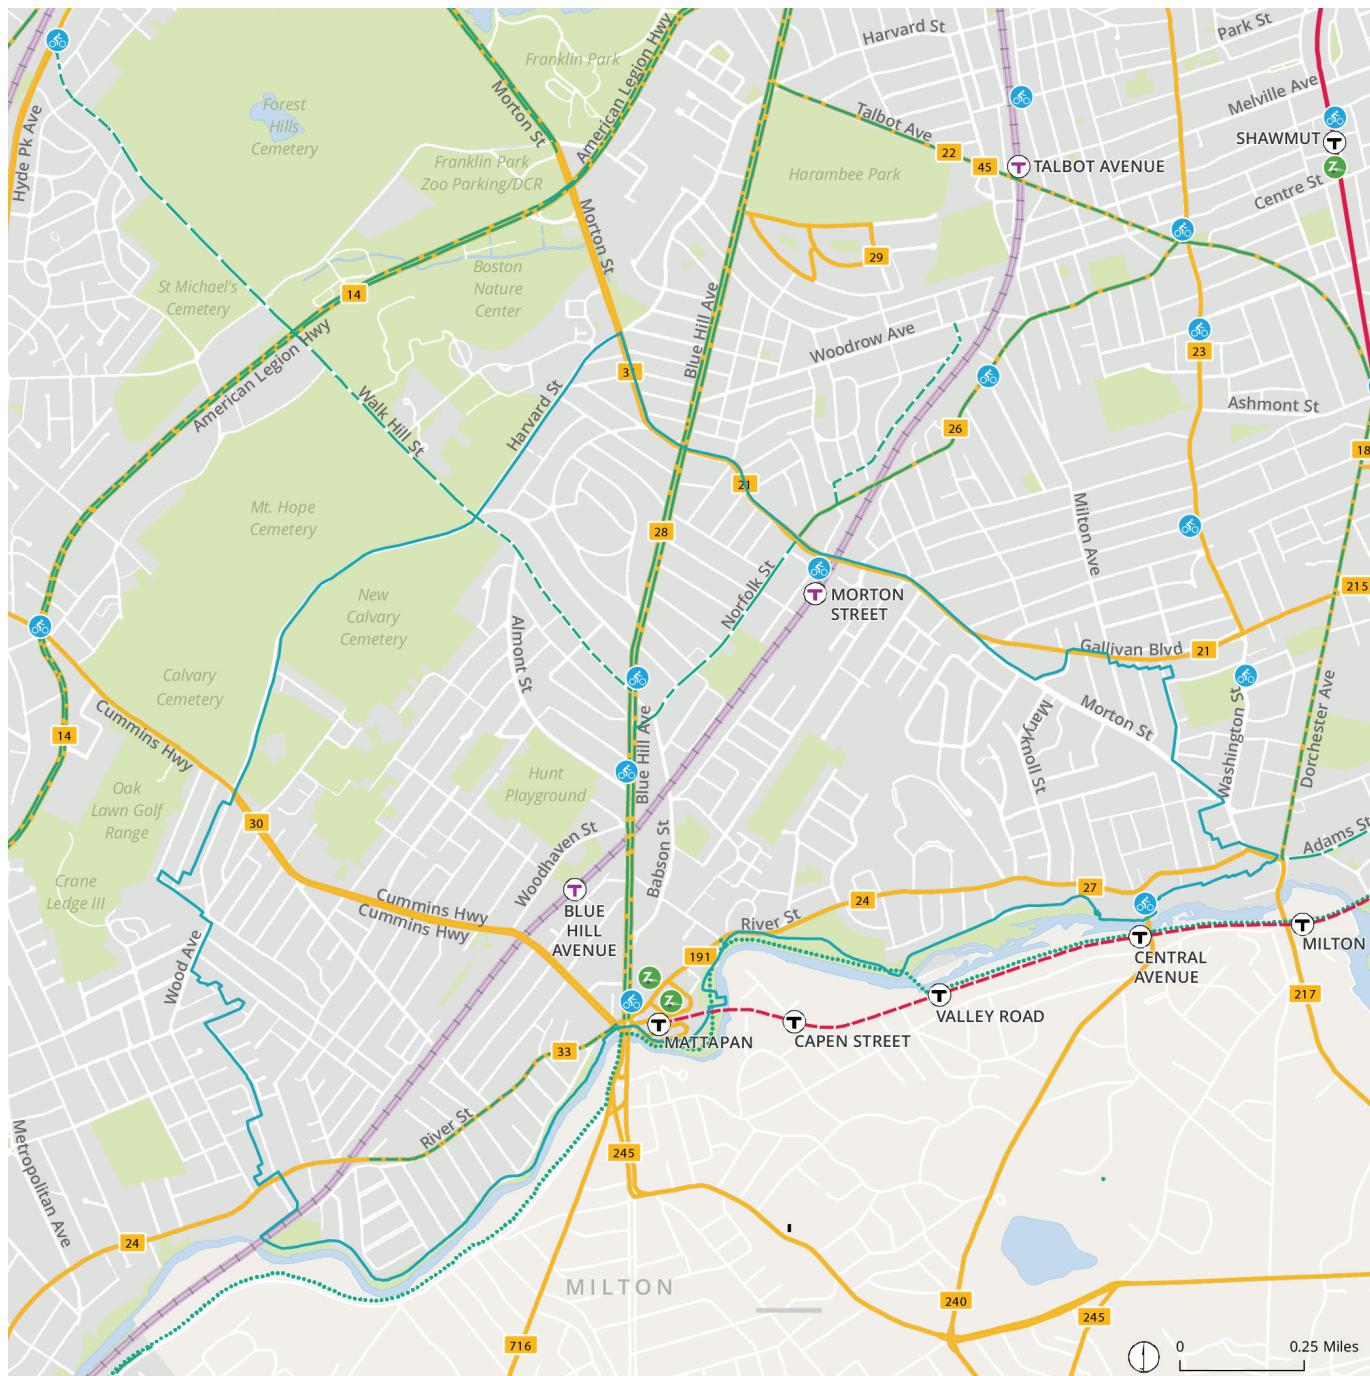 Harvard St
Park St
Franklin Park
American Legion Hwy
Morton St
Melville Ave
Forest
Hills
Cemetery
Talbot Ave
SHAWMUT
T
Z
Hyde Pk Ave
Franklin Park
Zoo Parking/DCR
22
45
T
TALBOT AVENUE
Harambee Park
Centre St
Morton St
29
Boston
Nature
Center
St Michael's
Cemetery
14
Blue Hill Ave
Woodrow Ave
23
American Legion Hwy
Harvard St
Walk Hill St
Ashmont St
26
18
21
Mt. Hope
Cemetery
28
Milton Ave
Norfolk St
T
MORTON
STREET
215
New
Calvary
Cemetery
Almont St
Gallivan Blvd
21
Calvary
Cemetery
Cummins Hwy
14
Blue Hill Ave
Maryknoll St
Morton St
Washington St
Dorchester Ave
Oak
Lawn Golf
Range
Hunt
Playground
30
Woodhaven St
Babson St
Adams St
Crane
Ledge III
Cummins Hwy
Cummins Hwy
T
BLUE
HILL
AVENUE
24
27
River St
Wood Ave
191
Z
Z
T
CENTRAL
AVENUE
T
MILTON
T
VALLEY ROAD
217
T
MATTAPAN
T
CAPEN STREET
33
River St
Metropolitan Ave
245
24
MILTON
240
245
716
0
0.25 Miles